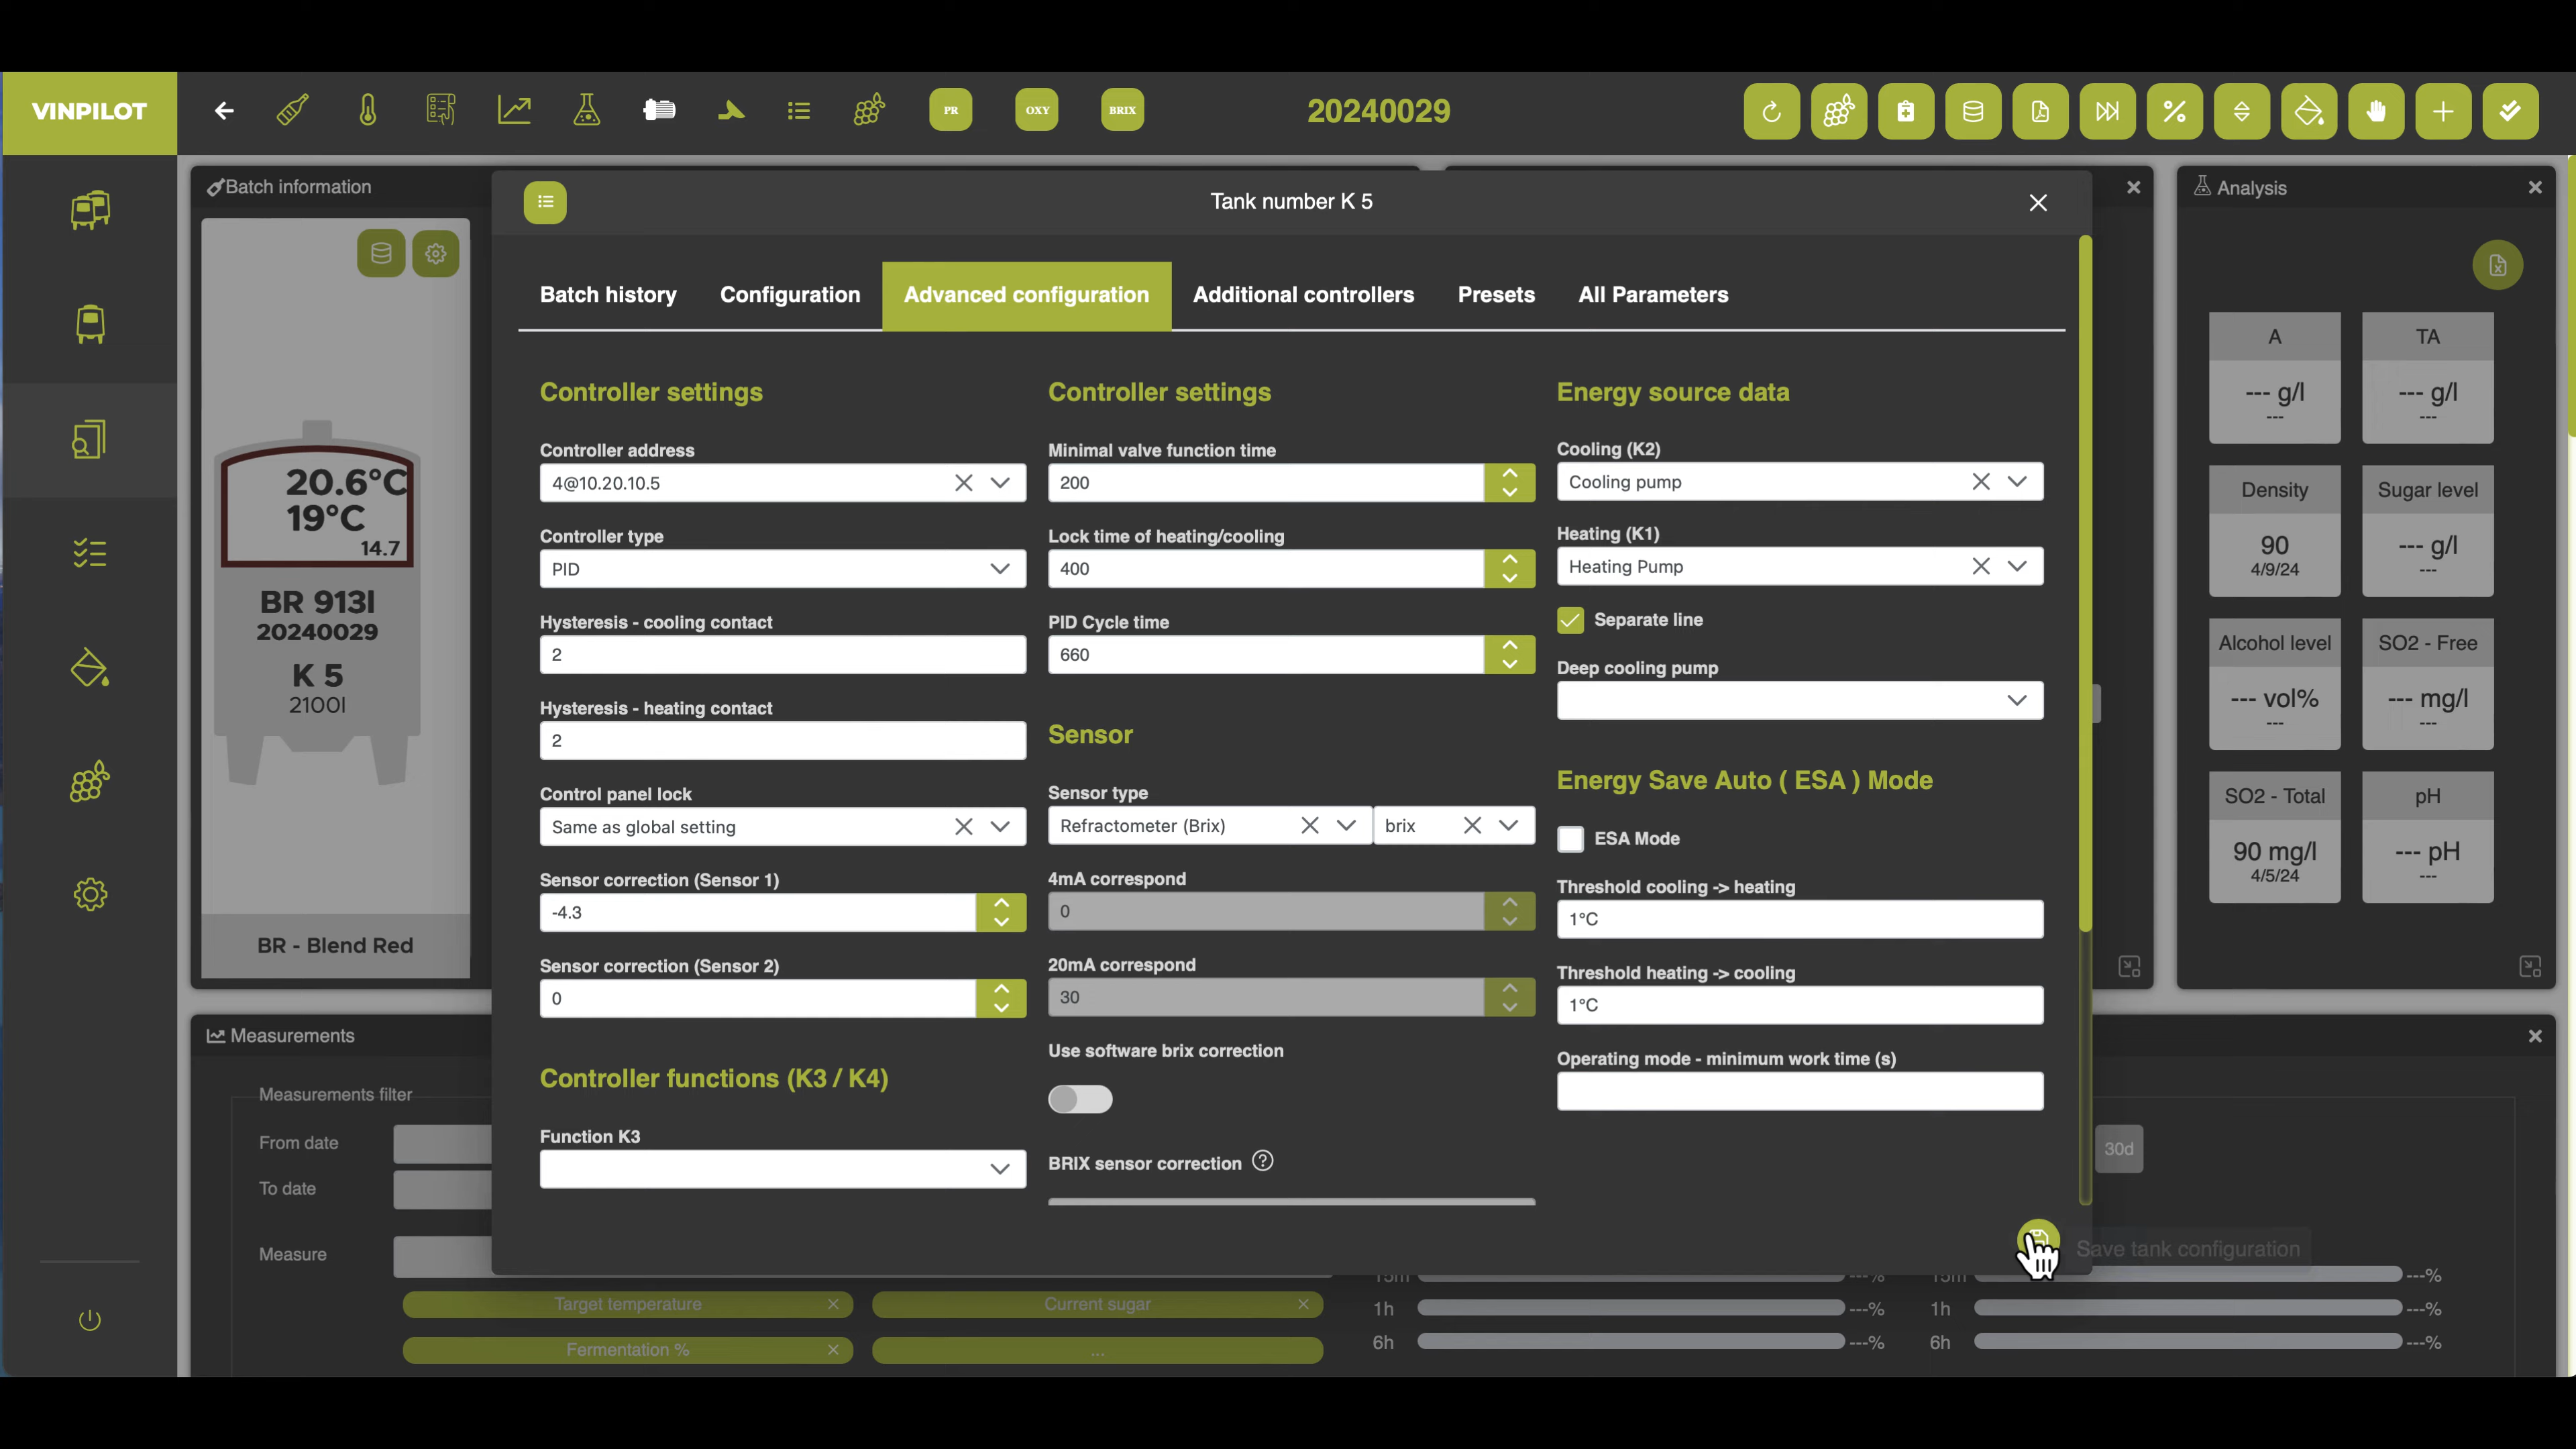 VINPILOT
PR
OXY
BRIX
20240029
Batch information
20.6°C
19°C
14.7
BR 913l
20240029
K 5
2100l
BR - Blend Red
Tank number K 5
Batch history
Configuration
Advanced configuration
Additional controllers
Presets
All Parameters
Controller settings
Controller address
4@10.20.10.5
Controller type
PID
Hysteresis - cooling contact
2
Hysteresis - heating contact
2
Control panel lock
Same as global setting
Sensor correction (Sensor 1)
-4.3
Sensor correction (Sensor 2)
0
Controller functions (K3 / K4)
Function K3
Controller settings
Minimal valve function time
200
Lock time of heating/cooling
400
PID Cycle time
660
Sensor
Sensor type
Refractometer (Brix)
brix
4mA correspond
0
20mA correspond
30
Use software brix correction
BRIX sensor correction
Energy source data
Cooling (K2)
Cooling pump
Heating (K1)
Heating Pump
Separate line
Deep cooling pump
Energy Save Auto ( ESA ) Mode
ESA Mode
Threshold cooling -> heating
1°C
Threshold heating -> cooling
1°C
Operating mode - minimum work time (s)
Save tank configuration
Analysis
A
--- g/l
---
TA
--- g/l
---
Density
90
4/9/24
Sugar level
--- g/l
---
Alcohol level
--- vol%
---
SO2 - Free
--- mg/l
---
SO2 - Total
90 mg/l
4/5/24
pH
--- pH
---
Measurements
Measurements filter
From date
To date
Measure
Target temperature
Current sugar
Fermentation %
...
30d
15m ---% 15m ---%
1h ---% 1h ---%
6h ---% 6h ---%